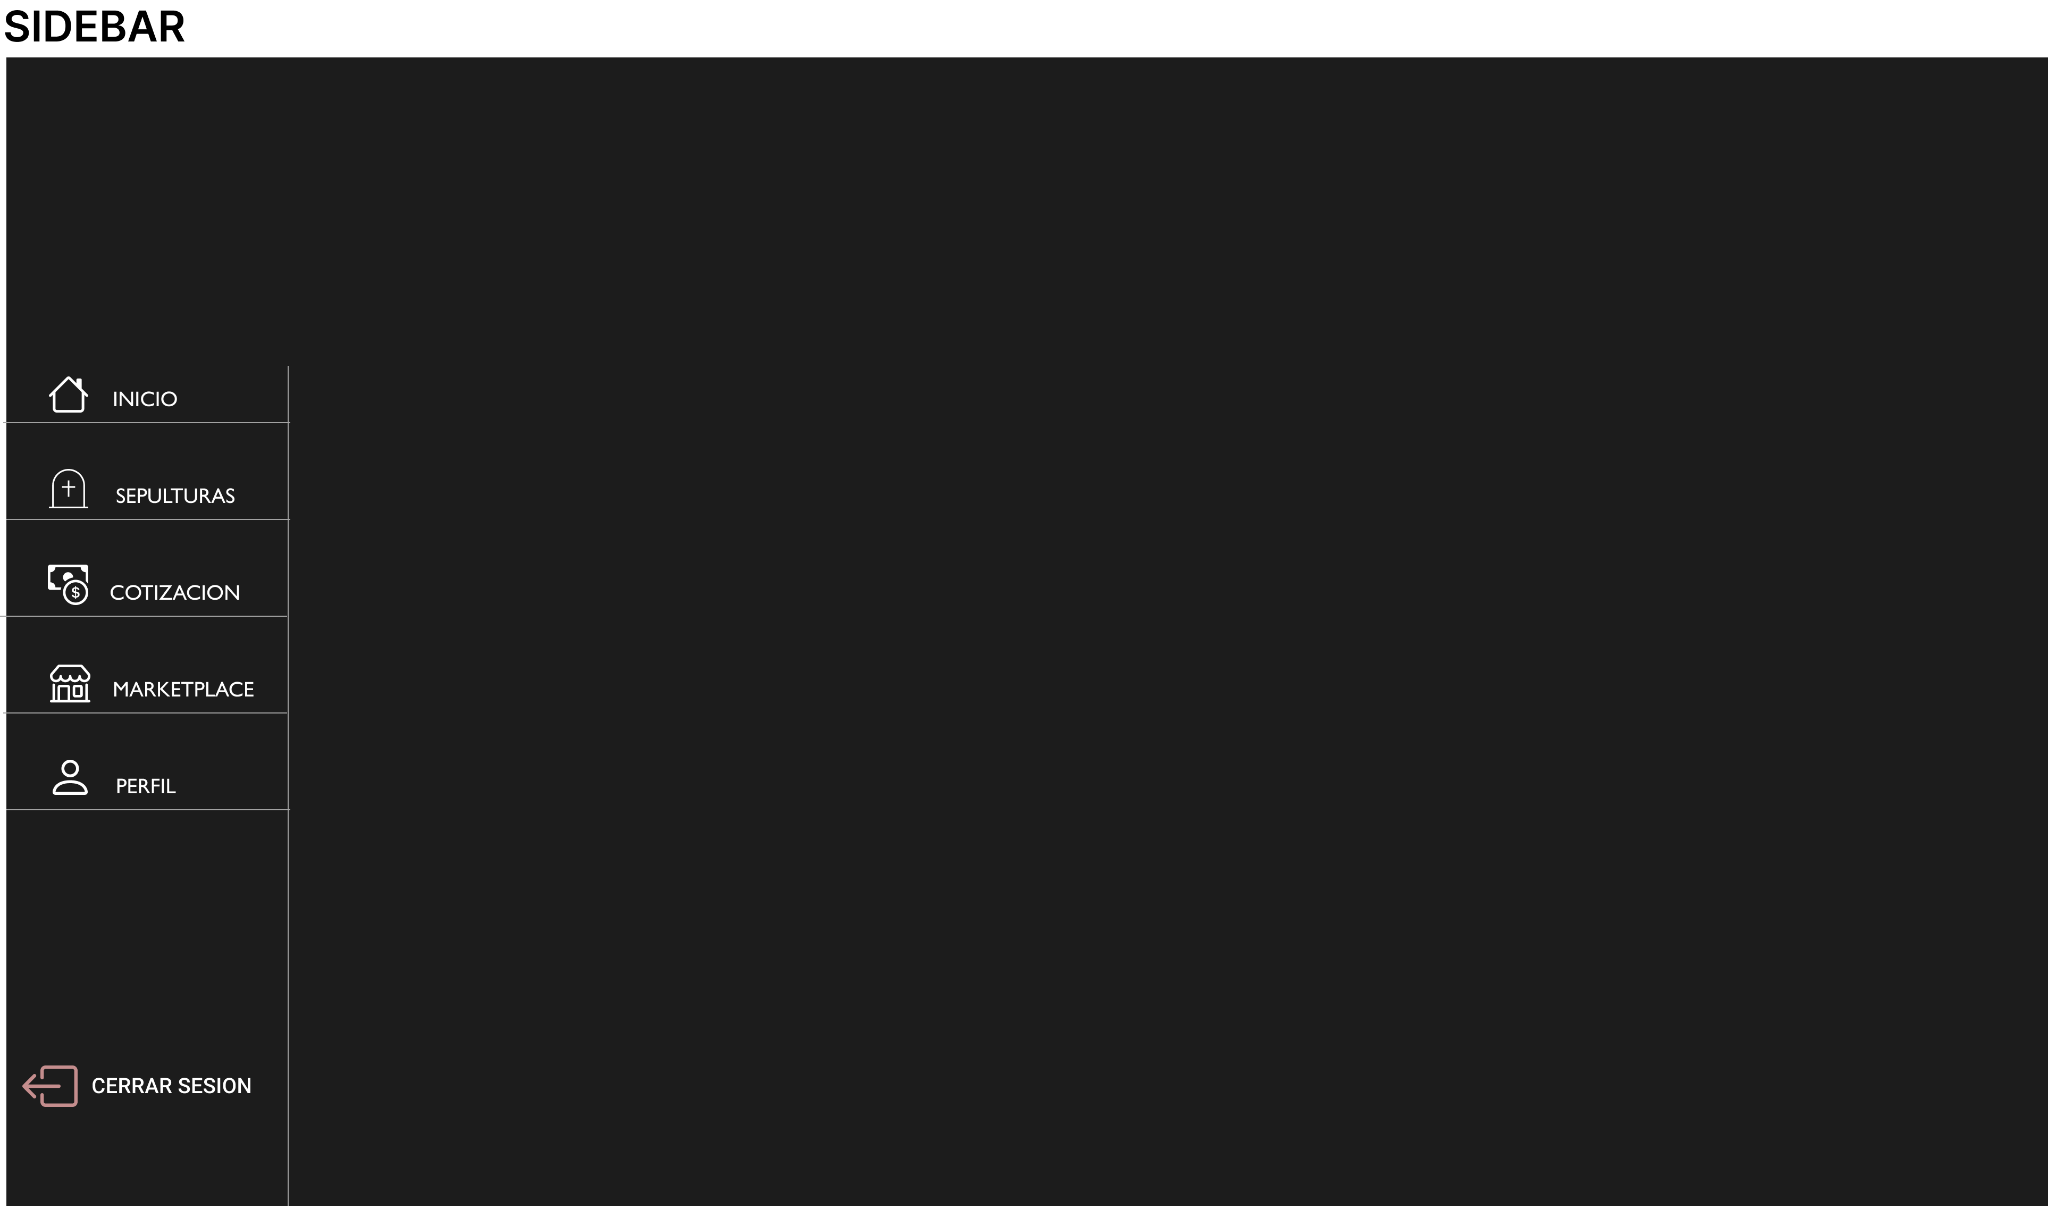 SIDEBAR
INICIO
SEPULTURAS
$
COTIZACION
MARKETPLACE
PERFIL
CERRAR SESION